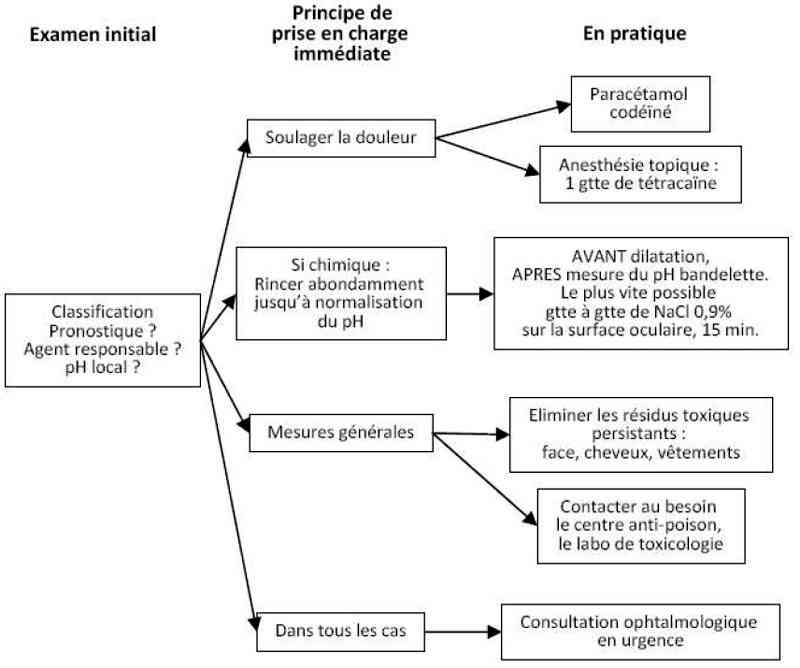 Examen initial
Principe de
prise en charge
immédiate
En pratique
Classification
Pronostique ?
Agent responsable ?
pH local ?
Soulager la douleur
Paracétamol
codéïné
Anesthésie topique :
1 gtte de tétracaïne
Si chimique :
Rincer abondamment
jusqu'à normalisation
du pH
AVANT dilatation,
APRES mesure du pH bandelette.
Le plus vite possible
gtte à gtte de NaCl 0,9%
sur la surface oculaire, 15 min.
Mesures générales
Eliminer les résidus toxiques
persistants :
face, cheveux, vêtements
Contacter au besoin
le centre anti-poison,
le labo de toxicologie
Dans tous les cas
Consultation ophtalmologique
en urgence